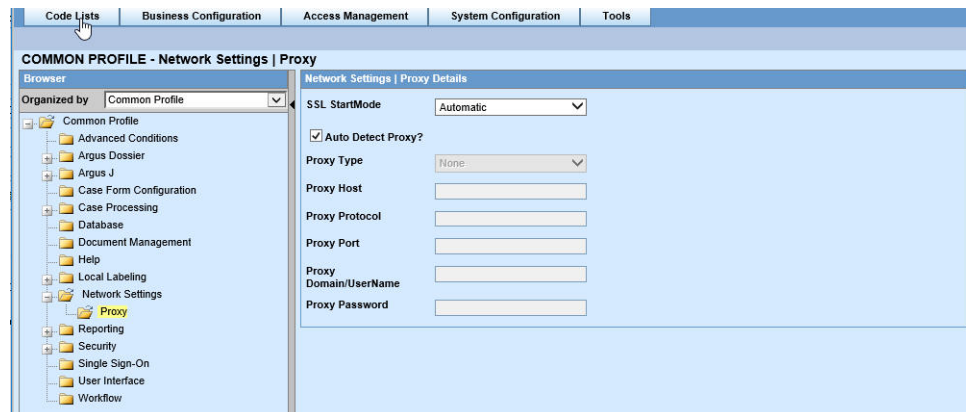 Code Lists Business Configuration Access Management System Configuration Tools
COMMON PROFILE - Network Settings | Proxy
Browser
Organized by Common Profile
Common Profile
Advanced Conditions
Argus Dossier
Argus J
Case Form Configuration
Case Processing
Database
Document Management
Help
Local Labeling
Network Settings
Proxy
Reporting
Security
Single Sign-On
User Interface
Workflow
Network Settings | Proxy Details
SSL StartMode Automatic
Auto Detect Proxy?
Proxy Type None
Proxy Host
Proxy Protocol
Proxy Port
Proxy
Domain/UserName
Proxy Password